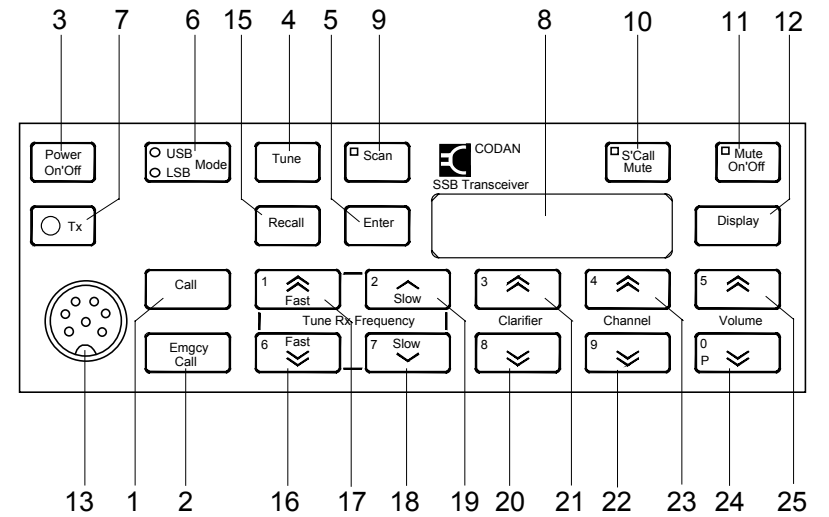 3 7 6 15 4 5 9 8 10 11 12
Power
On'Off
USB
LSB
Mode
Tune
Scan
CODAN
SSB Transceiver
S'Call
Mute
Mute
On'Off
Tx
Recall
Enter
Display
Call
1
Fast
2
Slow
3
4
5
Tune Rx Frequency
Clarifier
Channel
Volume
Emgcy
Call
6
Fast
7
Slow
8
9
0
P
13 1 2 16 17 18 19 20 21 22 23 24 25